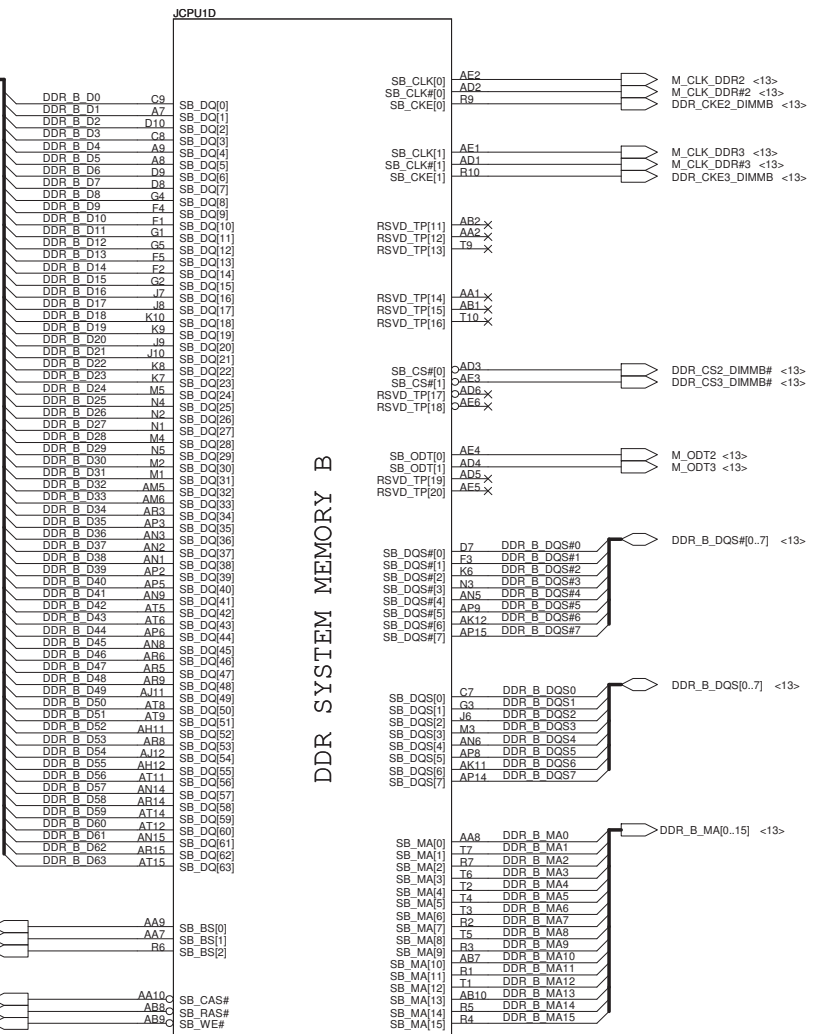 JCPU1D
DDR_B_D0 C9 SB_DQ[0]
DDR_B_D1 A7 SB_DQ[1]
DDR_B_D2 D10 SB_DQ[2]
DDR_B_D3 C8 SB_DQ[3]
DDR_B_D4 A9 SB_DQ[4]
DDR_B_D5 A8 SB_DQ[5]
DDR_B_D6 D9 SB_DQ[6]
DDR_B_D7 D8 SB_DQ[7]
DDR_B_D8 G4 SB_DQ[8]
DDR_B_D9 F4 SB_DQ[9]
DDR_B_D10 F1 SB_DQ[10]
DDR_B_D11 G1 SB_DQ[11]
DDR_B_D12 G5 SB_DQ[12]
DDR_B_D13 F5 SB_DQ[13]
DDR_B_D14 F2 SB_DQ[14]
DDR_B_D15 G2 SB_DQ[15]
DDR_B_D16 J7 SB_DQ[16]
DDR_B_D17 J8 SB_DQ[17]
DDR_B_D18 K10 SB_DQ[18]
DDR_B_D19 K9 SB_DQ[19]
DDR_B_D20 J9 SB_DQ[20]
DDR_B_D21 J10 SB_DQ[21]
DDR_B_D22 K8 SB_DQ[22]
DDR_B_D23 K7 SB_DQ[23]
DDR_B_D24 M5 SB_DQ[24]
DDR_B_D25 N4 SB_DQ[25]
DDR_B_D26 N2 SB_DQ[26]
DDR_B_D27 N1 SB_DQ[27]
DDR_B_D28 M4 SB_DQ[28]
DDR_B_D29 N5 SB_DQ[29]
DDR_B_D30 M2 SB_DQ[30]
DDR_B_D31 M1 SB_DQ[31]
DDR_B_D32 AM5 SB_DQ[32]
DDR_B_D33 AM6 SB_DQ[33]
DDR_B_D34 AR3 SB_DQ[34]
DDR_B_D35 AP3 SB_DQ[35]
DDR_B_D36 AN3 SB_DQ[36]
DDR_B_D37 AN2 SB_DQ[37]
DDR_B_D38 AN1 SB_DQ[38]
DDR_B_D39 AP2 SB_DQ[39]
DDR_B_D40 AP5 SB_DQ[40]
DDR_B_D41 AN9 SB_DQ[41]
DDR_B_D42 AT5 SB_DQ[42]
DDR_B_D43 AT6 SB_DQ[43]
DDR_B_D44 AP6 SB_DQ[44]
DDR_B_D45 AN8 SB_DQ[45]
DDR_B_D46 AR6 SB_DQ[46]
DDR_B_D47 AR5 SB_DQ[47]
DDR_B_D48 AR9 SB_DQ[48]
DDR_B_D49 AJ11 SB_DQ[49]
DDR_B_D50 AT8 SB_DQ[50]
DDR_B_D51 AT9 SB_DQ[51]
DDR_B_D52 AH11 SB_DQ[52]
DDR_B_D53 AR8 SB_DQ[53]
DDR_B_D54 AJ12 SB_DQ[54]
DDR_B_D55 AH12 SB_DQ[55]
DDR_B_D56 AT11 SB_DQ[56]
DDR_B_D57 AN14 SB_DQ[57]
DDR_B_D58 AR14 SB_DQ[58]
DDR_B_D59 AT14 SB_DQ[59]
DDR_B_D60 AT12 SB_DQ[60]
DDR_B_D61 AN15 SB_DQ[61]
DDR_B_D62 AR15 SB_DQ[62]
DDR_B_D63 AT15 SB_DQ[63]
AA9 SB_BS[0]
AA7 SB_BS[1]
R6 SB_BS[2]
AA10 SB_CAS#
AB8 SB_RAS#
AB9 SB_WE#
DDR SYSTEM MEMORY B
SB_CLK[0] AE2 M_CLK_DDR2 <13>
SB_CLK#[0] AD2 M_CLK_DDR#2 <13>
SB_CKE[0] R9 DDR_CKE2_DIMMB <13>
SB_CLK[1] AE1 M_CLK_DDR3 <13>
SB_CLK#[1] AD1 M_CLK_DDR#3 <13>
SB_CKE[1] R10 DDR_CKE3_DIMMB <13>
RSVD_TP[11] AB2
RSVD_TP[12] AA2
RSVD_TP[13] T9
RSVD_TP[14] AA1
RSVD_TP[15] AB1
RSVD_TP[16] T10
SB_CS#[0] AD3 DDR_CS2_DIMMB# <13>
SB_CS#[1] AE3 DDR_CS3_DIMMB# <13>
RSVD_TP[17] AD6
RSVD_TP[18] AE6
SB_ODT[0] AE4 M_ODT2 <13>
SB_ODT[1] AD4 M_ODT3 <13>
RSVD_TP[19] AD5
RSVD_TP[20] AE5
DDR_B_DQS#[0..7] <13>
SB_DQS#[0] D7 DDR_B_DQS#0
SB_DQS#[1] F3 DDR_B_DQS#1
SB_DQS#[2] K6 DDR_B_DQS#2
SB_DQS#[3] N3 DDR_B_DQS#3
SB_DQS#[4] AN5 DDR_B_DQS#4
SB_DQS#[5] AP9 DDR_B_DQS#5
SB_DQS#[6] AK12 DDR_B_DQS#6
SB_DQS#[7] AP15 DDR_B_DQS#7
DDR_B_DQS[0..7] <13>
SB_DQS[0] C7 DDR_B_DQS0
SB_DQS[1] G3 DDR_B_DQS1
SB_DQS[2] J6 DDR_B_DQS2
SB_DQS[3] M3 DDR_B_DQS3
SB_DQS[4] AN6 DDR_B_DQS4
SB_DQS[5] AP8 DDR_B_DQS5
SB_DQS[6] AK11 DDR_B_DQS6
SB_DQS[7] AP14 DDR_B_DQS7
DDR_B_MA[0..15] <13>
SB_MA[0] AA8 DDR_B_MA0
SB_MA[1] T7 DDR_B_MA1
SB_MA[2] R7 DDR_B_MA2
SB_MA[3] T6 DDR_B_MA3
SB_MA[4] T2 DDR_B_MA4
SB_MA[5] T4 DDR_B_MA5
SB_MA[6] T3 DDR_B_MA6
SB_MA[7] R2 DDR_B_MA7
SB_MA[8] T5 DDR_B_MA8
SB_MA[9] R3 DDR_B_MA9
SB_MA[10] AB7 DDR_B_MA10
SB_MA[11] R1 DDR_B_MA11
SB_MA[12] T1 DDR_B_MA12
SB_MA[13] AB10 DDR_B_MA13
SB_MA[14] R5 DDR_B_MA14
SB_MA[15] R4 DDR_B_MA15